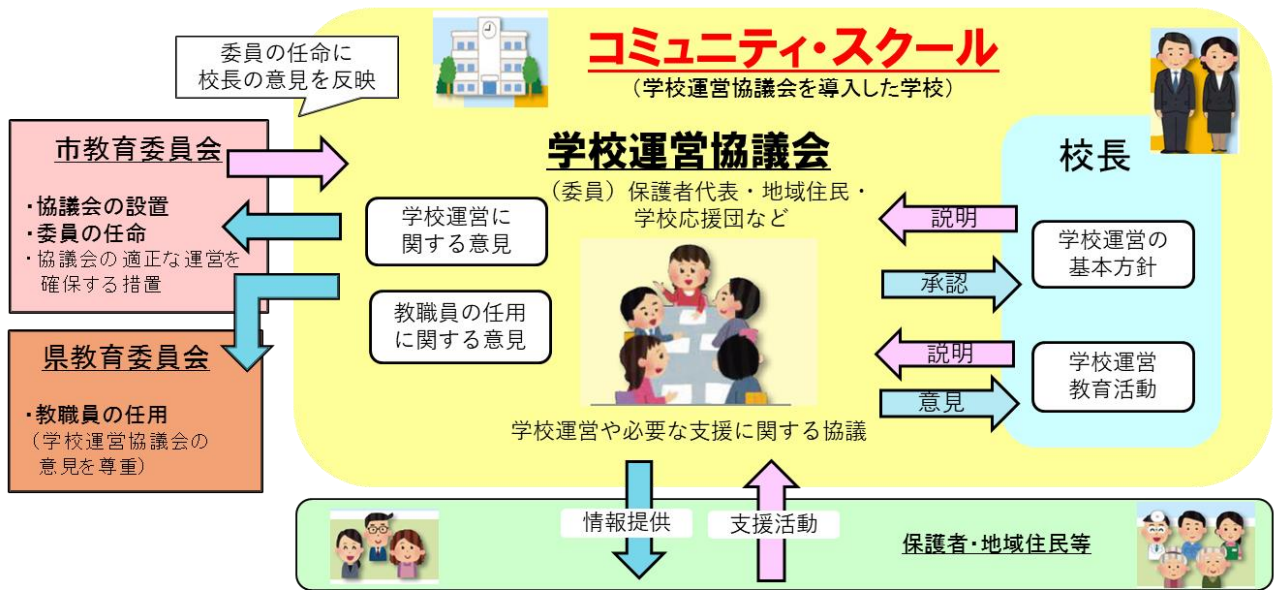 コミュニティ・スクール
（学校運営協議会を導入した学校）
委員の任命に
校長の意見を反映
市教育委員会
・協議会の設置
・委員の任命
・協議会の適正な運営を
確保する措置
県教育委員会
・教職員の任用
（学校運営協議会の
意見を尊重）
学校運営協議会
（委員）保護者代表・地域住民・
学校応援団など
学校運営に
関する意見
教職員の任用
に関する意見
学校運営や必要な支援に関する協議
校長
説明
承認
学校運営の
基本方針
説明
意見
学校運営
教育活動
情報提供
支援活動
保護者・地域住民等